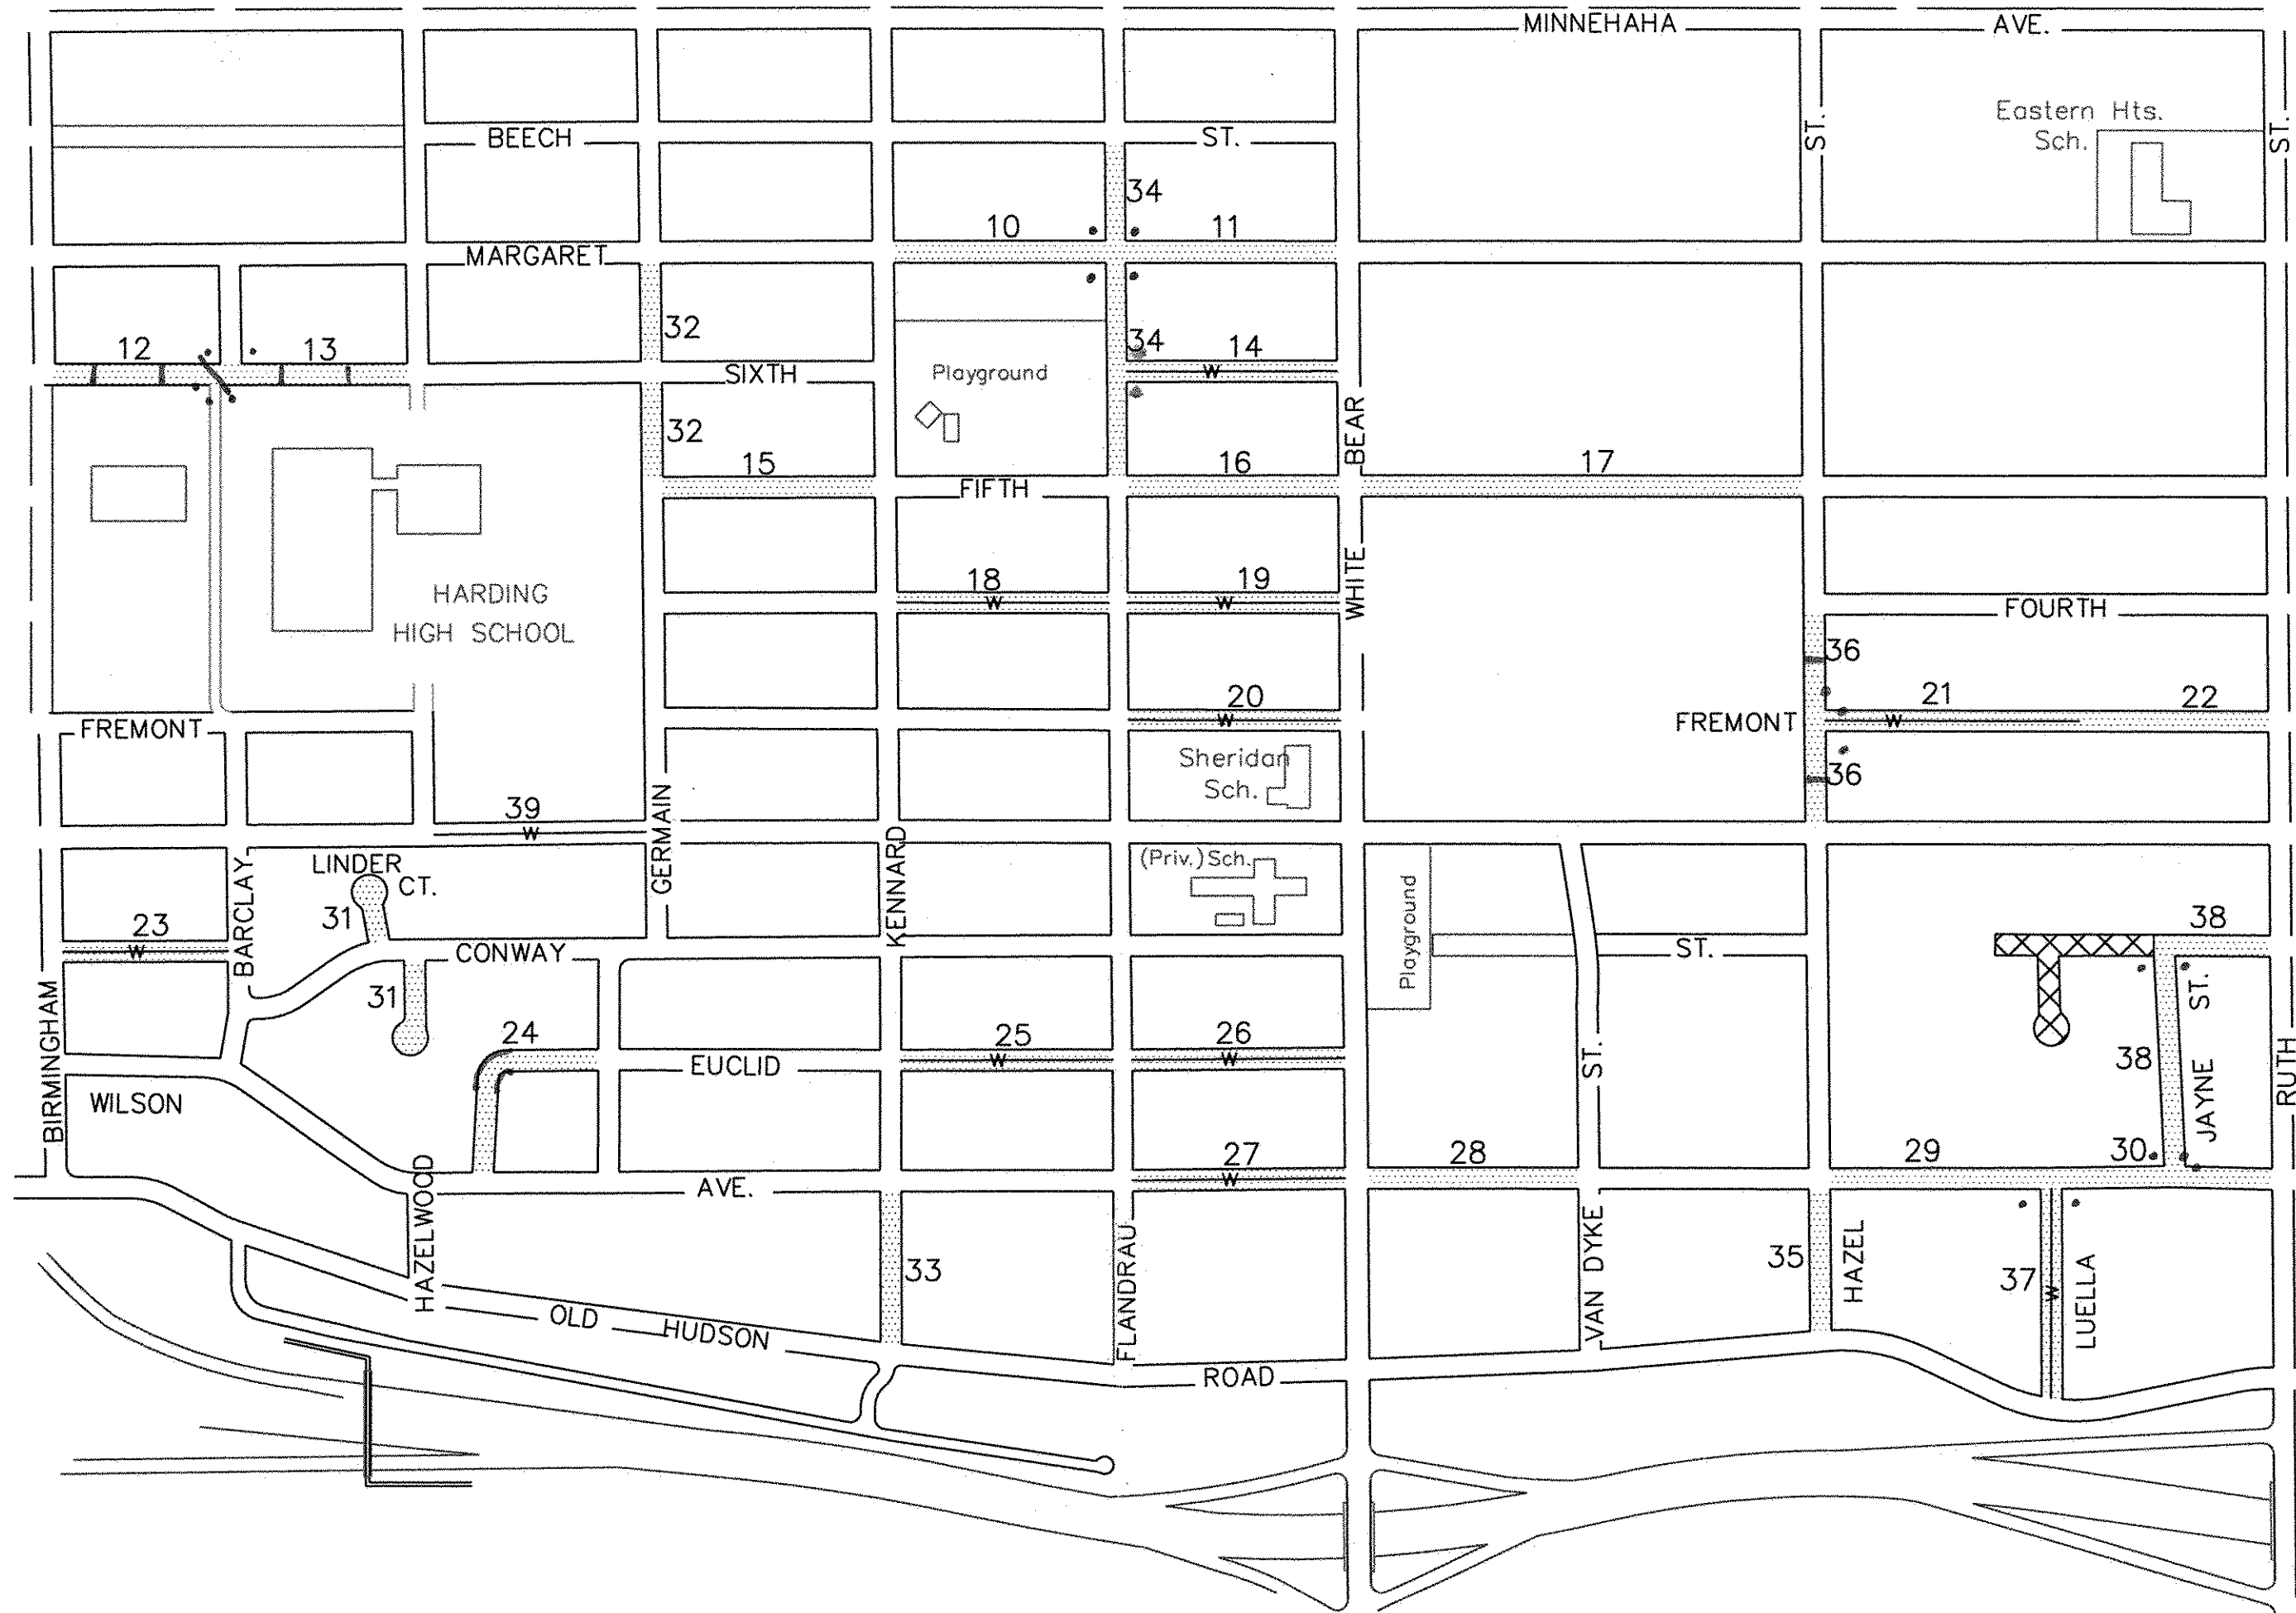 MINNEHAHA AVE.
Eastern Hts.
Sch.
ST.
ST.
BEECH ST.
34
10
11
MARGARET
12
13
32
34
14
SIXTH
W
Playground
BEAR
32
15
16
17
FIFTH
HARDING
HIGH SCHOOL
18
19
W
W
WHITE
FOURTH
36
20
21
22
FREMONT
W
FREMONT
W
Sheridan
Sch.
36
39
W
GERMAIN
KENNARD
LINDER
CT.
BARCLAY
(Priv.) Sch.
Playground
31
23
W
CONWAY
ST.
38
31
BIRMINGHAM
ST.
24
25
26
W
W
EUCLID
ST.
38
JAYNE
RUTH
WILSON
27
28
29
30
HAZELWOOD
AVE.
W
33
FLANDRAU
VAN DYKE
35
HAZEL
37
W
LUELLA
OLD HUDSON
ROAD